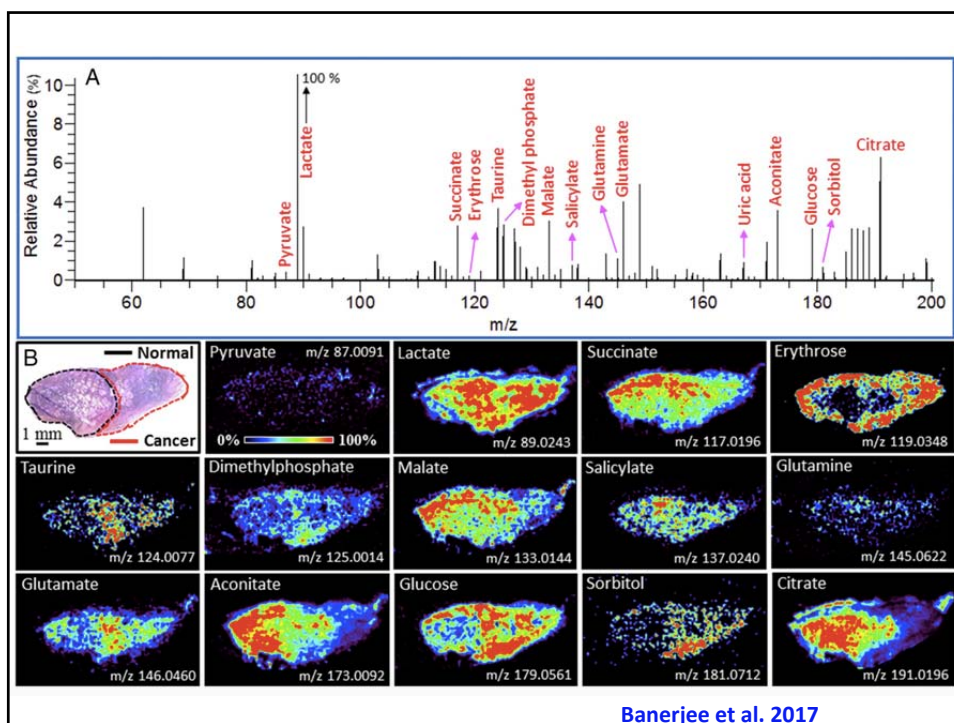 A
Relative Abundance (%)
10
8
6
4
2
0
100 %
Pyruvate
Lactate
Succinate
Erythrose
Taurine
Dimethyl phosphate
Malate
Salicylate
Glutamine
Glutamate
Uric acid
Aconitate
Glucose
Sorbitol
Citrate
60 80 100 120 140 160 180 200
m/z
B
Normal
1 mm
Cancer
Pyruvate m/z 87.0091
0% 100%
Lactate
m/z 89.0243
Succinate
m/z 117.0196
Erythrose
m/z 119.0348
Taurine
m/z 124.0077
Dimethylphosphate
m/z 125.0014
Malate
m/z 133.0144
Salicylate
m/z 137.0240
Glutamine
m/z 145.0622
Glutamate
m/z 146.0460
Aconitate
m/z 173.0092
Glucose
m/z 179.0561
Sorbitol
m/z 181.0712
Citrate
m/z 191.0196
Banerjee et al. 2017